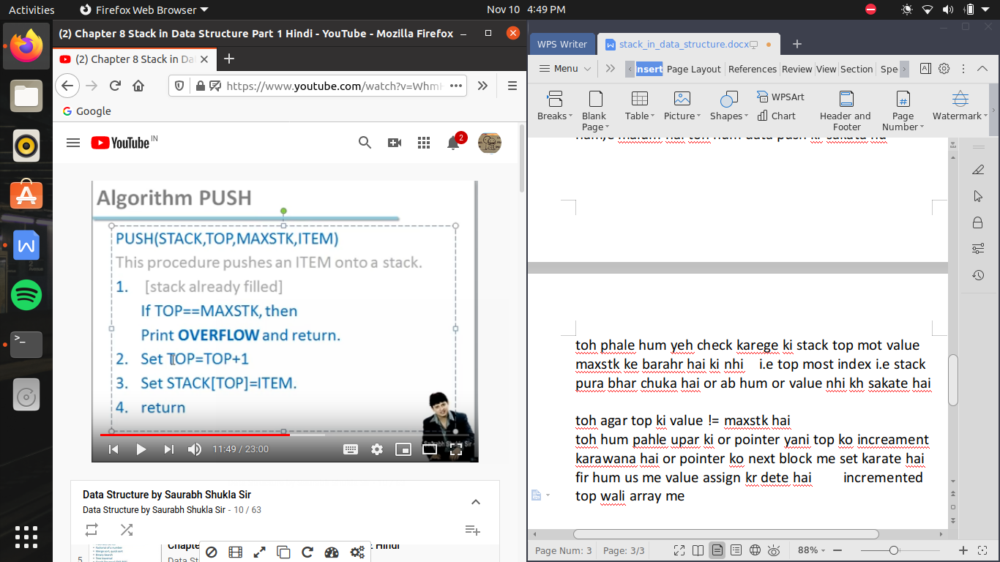 Activities
Firefox Web Browser
Nov 10 4:49 PM
(2) Chapter 8 Stack in Data Structure Part 1 Hindi - YouTube - Mozilla Firefox
(2) Chapter 8 Stack in Da
https://www.youtube.com/watch?v=Whm
Google
YouTube IN
2
Algorithm PUSH
PUSH(STACK,TOP,MAXSTK,ITEM)
This procedure pushes an ITEM onto a stack.
1. [stack already filled]
If TOP==MAXSTK, then
Print OVERFLOW and return.
2. Set TOP=TOP+1
3. Set STACK[TOP]=ITEM.
4. return
11:49 / 23:00
Data Structure by Saurabh Shukla Sir
Data Structure by Saurabh Shukla Sir - 10 / 63
5
Chapte
Hindi
Data St
WPS Writer
stack_in_data_structure.docx
Menu
Insert Page Layout References Review View Section Spe
WPSArt
Chart
Breaks Blank Page Table Picture Shapes Header and Footer Page Number Watermark
toh phale hum yeh check karege ki stack top mot value
maxstk ke barahr hai ki nhi i.e top most index i.e stack
pura bhar chuka hai or ab hum or value nhi kh sakate hai
toh agar top ki value != maxstk hai
toh hum pahle upar ki or pointer yani top ko increament
karawana hai or pointer ko next block me set karate hai
fir hum us me value assign kr dete hai incremented
top wali array me
Page Num: 3 Page: 3/3
88%